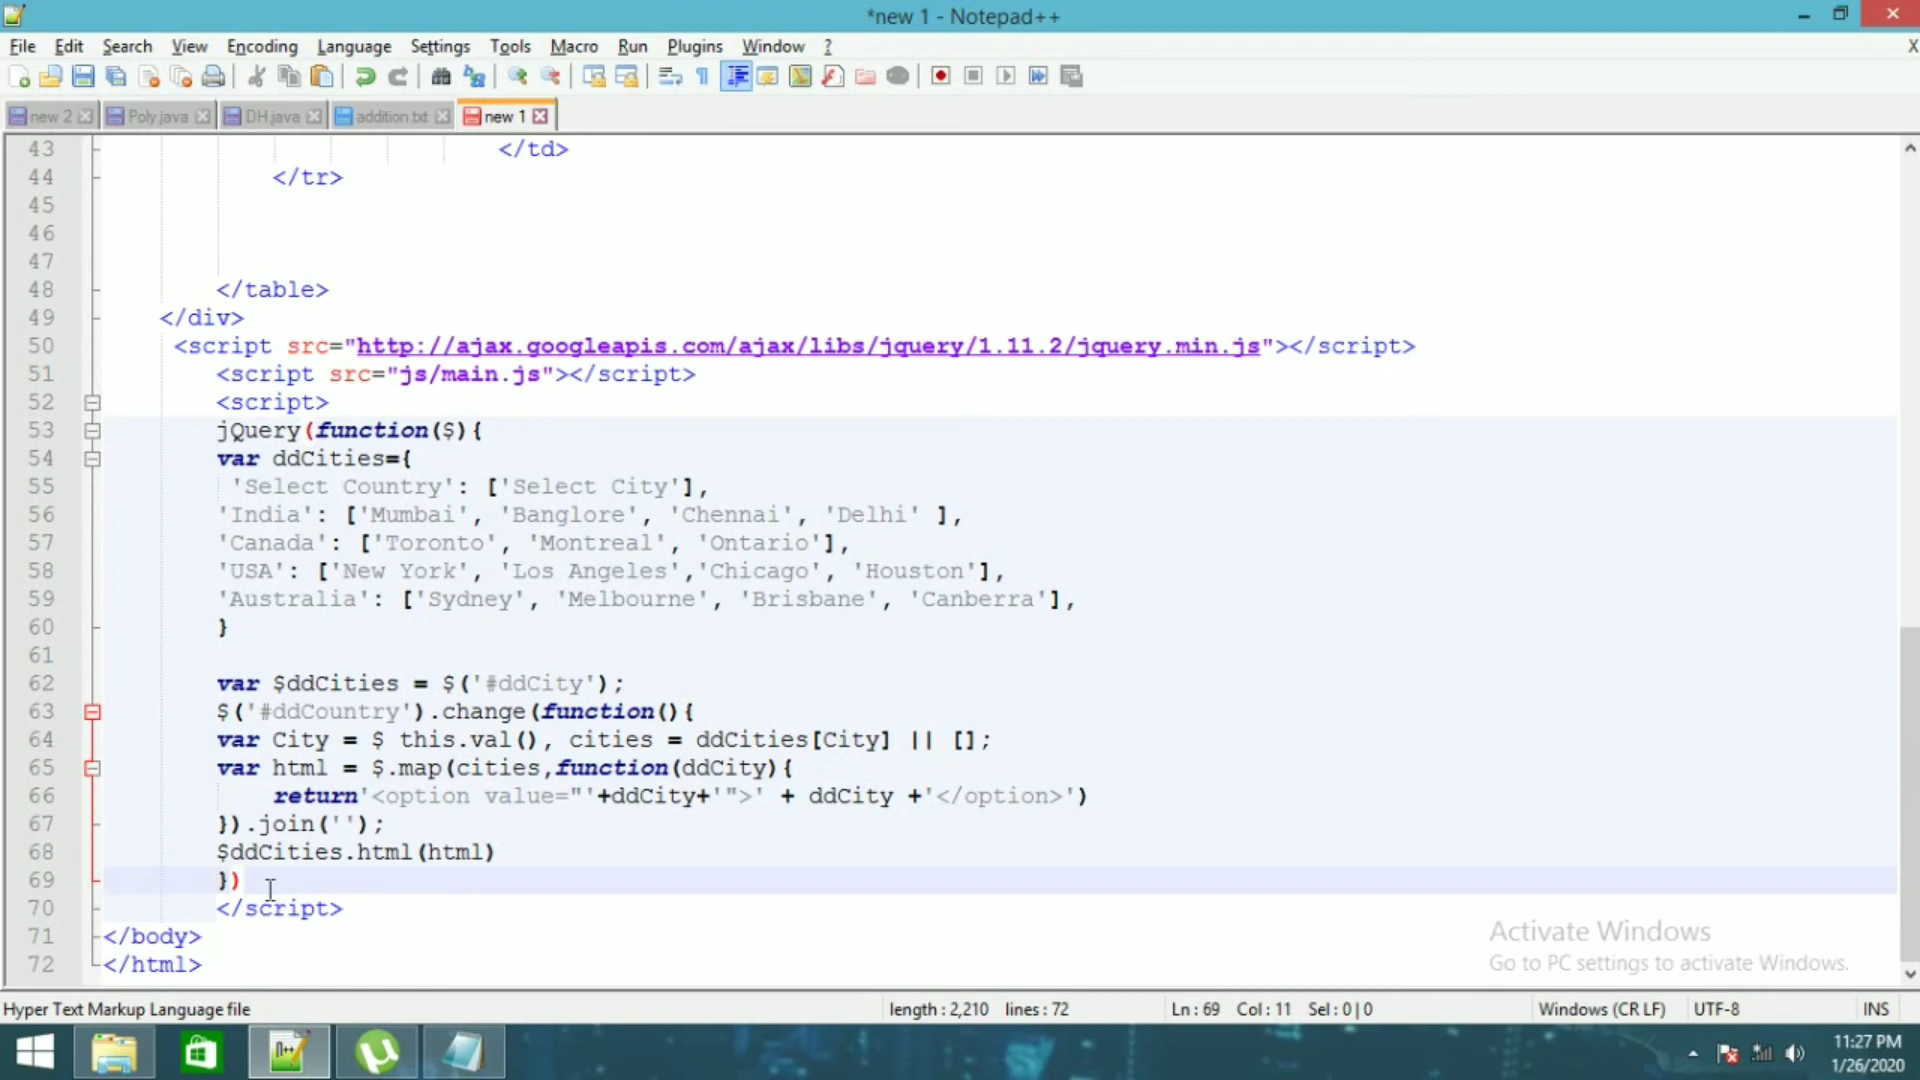 *new 1 - Notepad++
File Edit Search View Encoding Language Settings Tools Macro Run Plugins Window ? X
new 2 Poly.java DH.java addition.txt new 1
43 </td>
44 </tr>
45
46
47
48 </table>
49 </div>
50 <script src="http://ajax.googleapis.com/ajax/libs/jquery/1.11.2/jquery.min.js"></script>
51 <script src="js/main.js"></script>
52 <script>
53 jQuery(function($){
54 var ddCities={
55 'Select Country': ['Select City'],
56 'India': ['Mumbai', 'Banglore', 'Chennai', 'Delhi' ],
57 'Canada': ['Toronto', 'Montreal', 'Ontario'],
58 'USA': ['New York', 'Los Angeles','Chicago', 'Houston'],
59 'Australia': ['Sydney', 'Melbourne', 'Brisbane', 'Canberra'],
60 }
61
62 var $ddCities = $('#ddCity');
63 $('#ddCountry').change(function(){
64 var City = $ this.val(), cities = ddCities[City] || [];
65 var html = $.map(cities,function(ddCity){
66 return'<option value="'+ddCity+'">' + ddCity +'</option>')
67 }).join('');
68 $ddCities.html(html)
69 })
70 </script>
71 </body>
72 </html>
Activate Windows
Go to PC settings to activate Windows.
Hyper Text Markup Language file length : 2,210 lines : 72 Ln : 69 Col : 11 Sel : 0 | 0 Windows (CR LF) UTF-8 INS
11:27 PM
1/26/2020